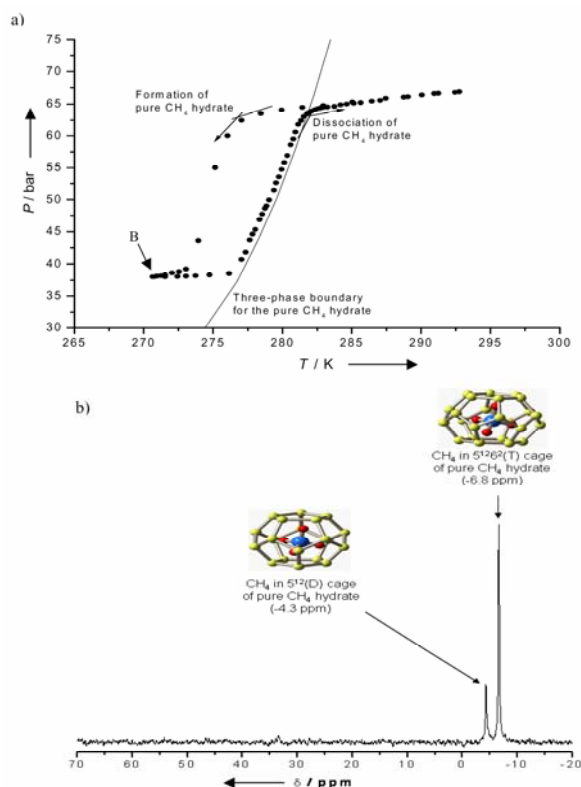 a)
75
70
65
60
55
50
45
40
35
30
P / bar
Formation of
pure CH₄ hydrate
Dissociation of
pure CH₄ hydrate
B
Three-phase boundary
for the pure CH₄ hydrate
265 270 275 280 285 290 295 300
T / K
b)
CH₄ in 5¹²6²(T) cage
of pure CH₄ hydrate
(-6.8 ppm)
CH₄ in 5¹²(D) cage
of pure CH₄ hydrate
(-4.3 ppm)
70 60 50 40 30 20 10 0 -10 -20
δ / ppm